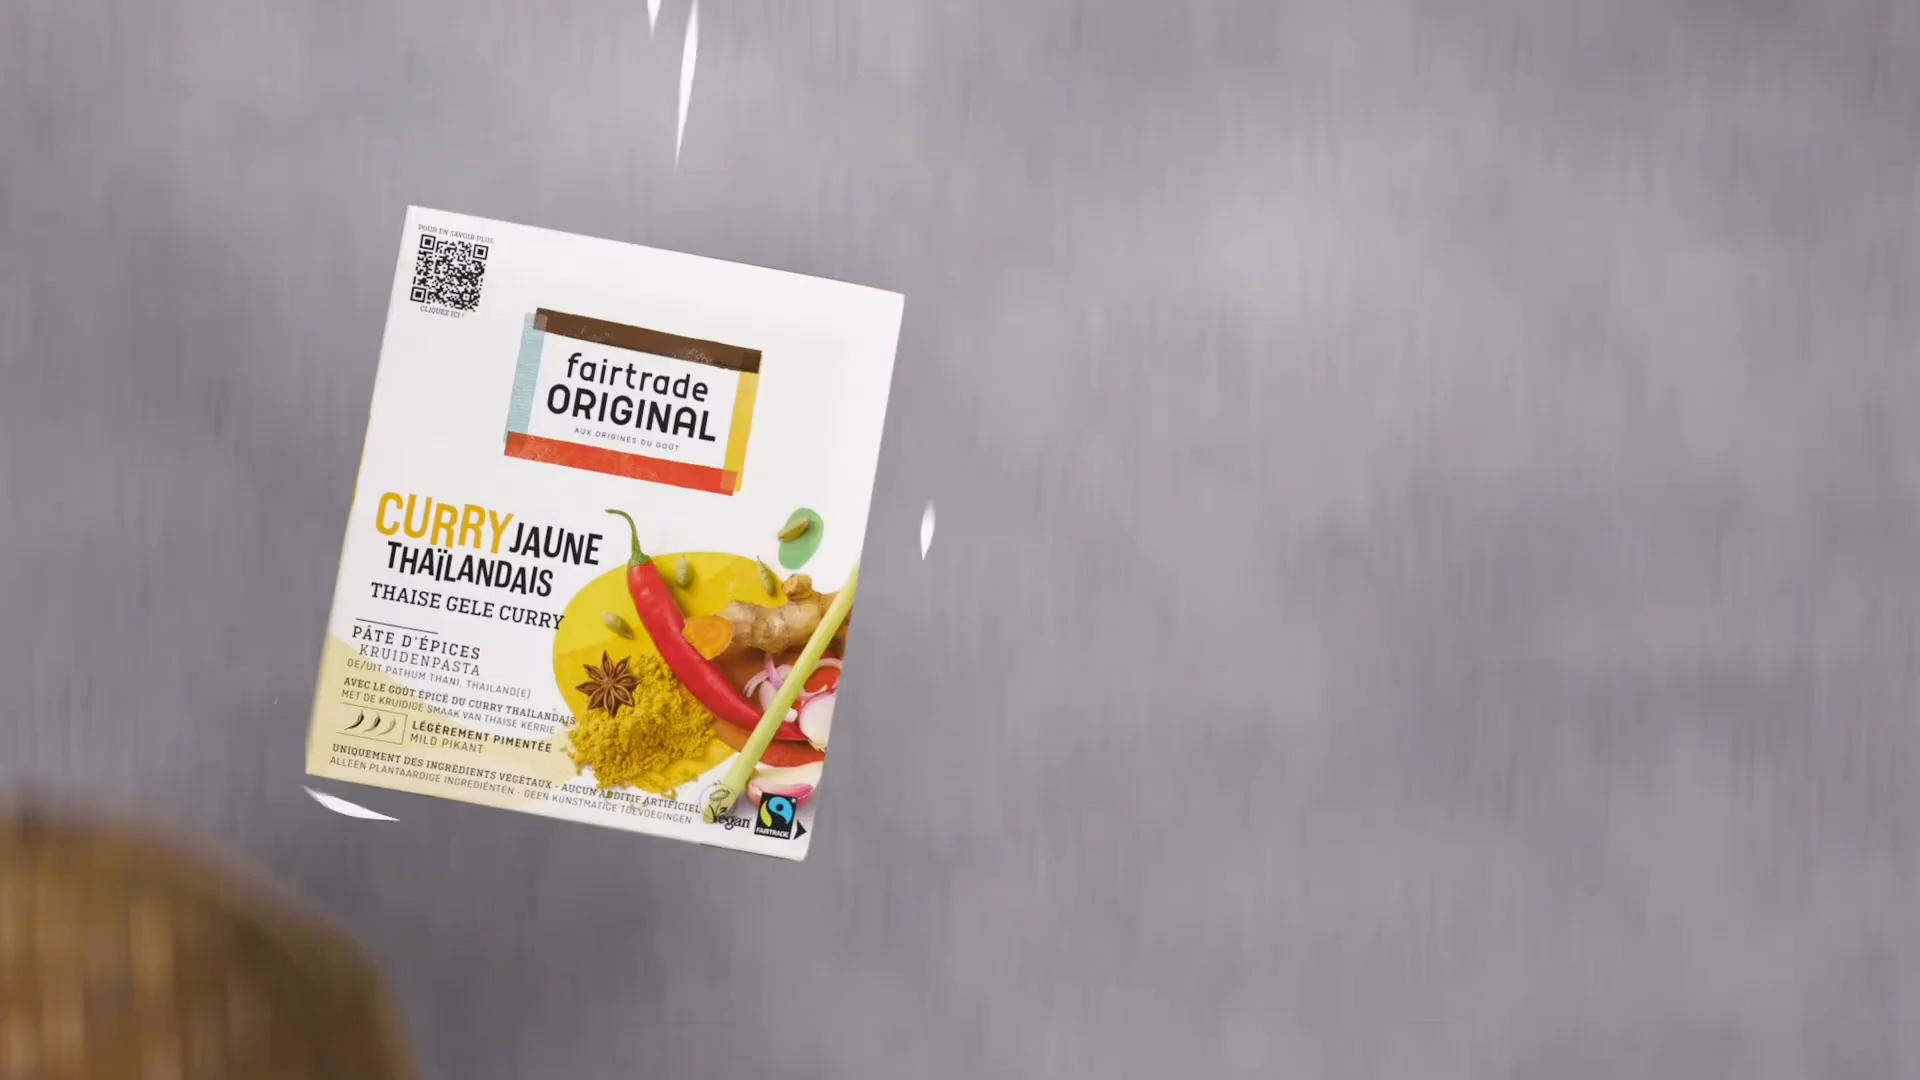 POUR EN SAVOIR PLUS
CLIQUEZ ICI !
fairtrade
ORIGINAL
AUX ORIGINES DU GOÛT
CURRY JAUNE
THAÏLANDAIS
THAISE GELE CURRY
PÂTE D'ÉPICES
KRUIDENPASTA
DE/UIT PATHUM THANI, THAILAND(E)
AVEC LE GOÛT ÉPICÉ DU CURRY THAÏLANDAIS
MET DE KRUIDIGE SMAAK VAN THAISE KERRIE
LÉGÈREMENT PIMENTÉE
MILD PIKANT
UNIQUEMENT DES INGRÉDIENTS VÉGÉTAUX - AUCUN ADDITIF ARTIFICIEL
ALLEEN PLANTAARDIGE INGREDIËNTEN - GEEN KUNSTMATIGE TOEVOEGINGEN
Vegan
FAIRTRADE